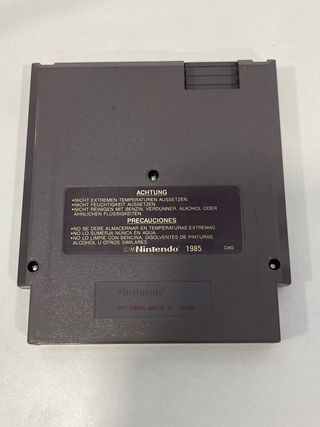 ACHTUNG
•NICHT EXTREMEN TEMPERATUREN AUSSETZEN.
•NICHT FEUCHTIGKEIT AUSSETZEN.
•NICHT REINIGEN MIT BENZIN, VERDÜNNER, ALKOHOL ODER
ÄHNLICHEN FLÜSSIGKEITEN.
PRECAUCIONES
•NO SE DEBE ALMACERNAR EN TEMPERATURAS EXTREMAS.
•NO LO SUMERJA NUNCA EN AGUA.
•NO LO LIMPIE CON BENCINA, DISOLVENTES DE PINTURAS,
ALCOHOL U OTROS SIMILARES.
Nintendo 1985 DAS